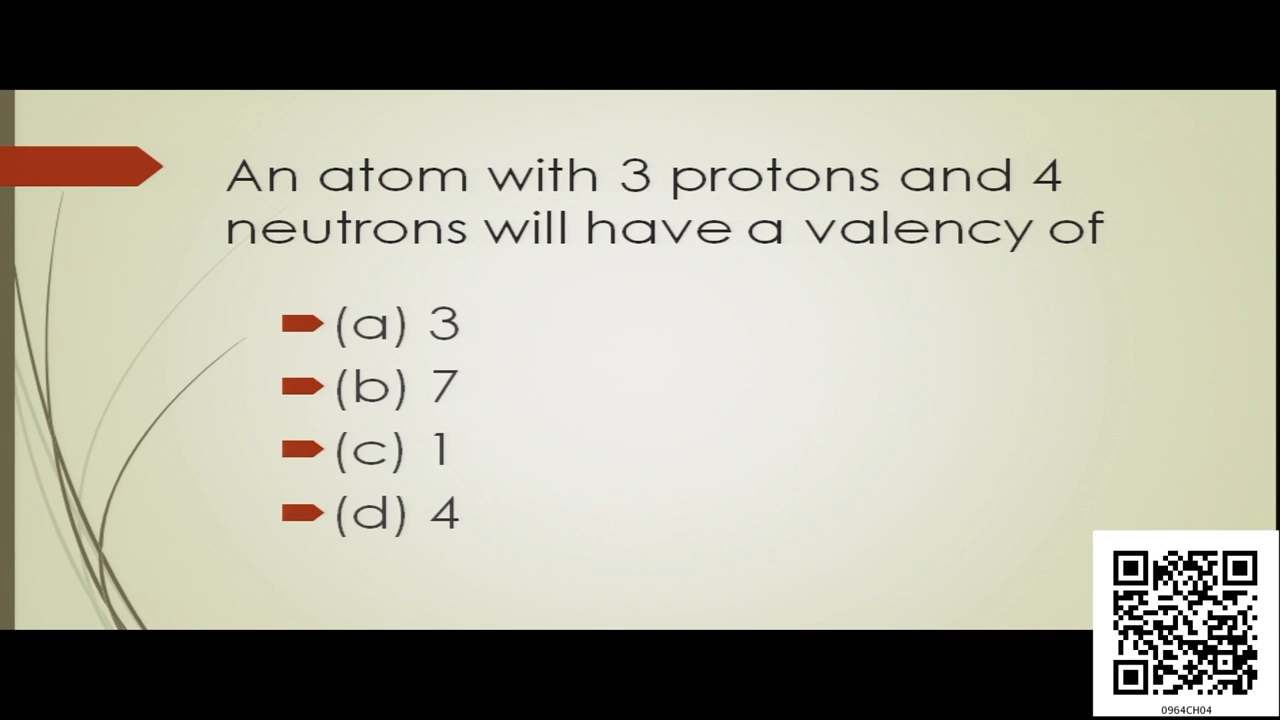 An atom with 3 protons and 4
neutrons will have a valency of
(a) 3
(b) 7
(c) 1
(d) 4
0964CH04